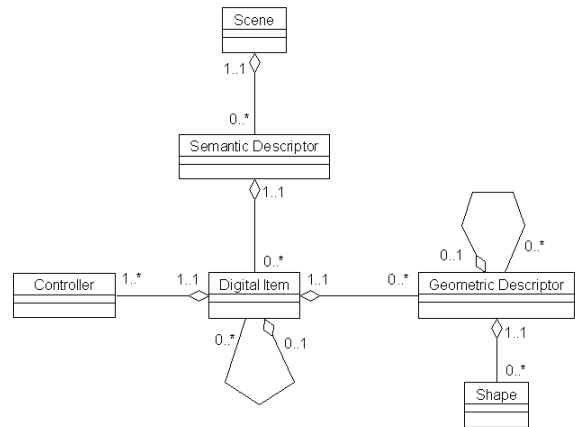 Scene
1..1
0..*
Semantic Descriptor
1..1
0..*
0..1
0..*
Controller
1..*
1..1
Digital Item
1..1
0..*
Geometric Descriptor
0..*
0..1
1..1
0..*
Shape